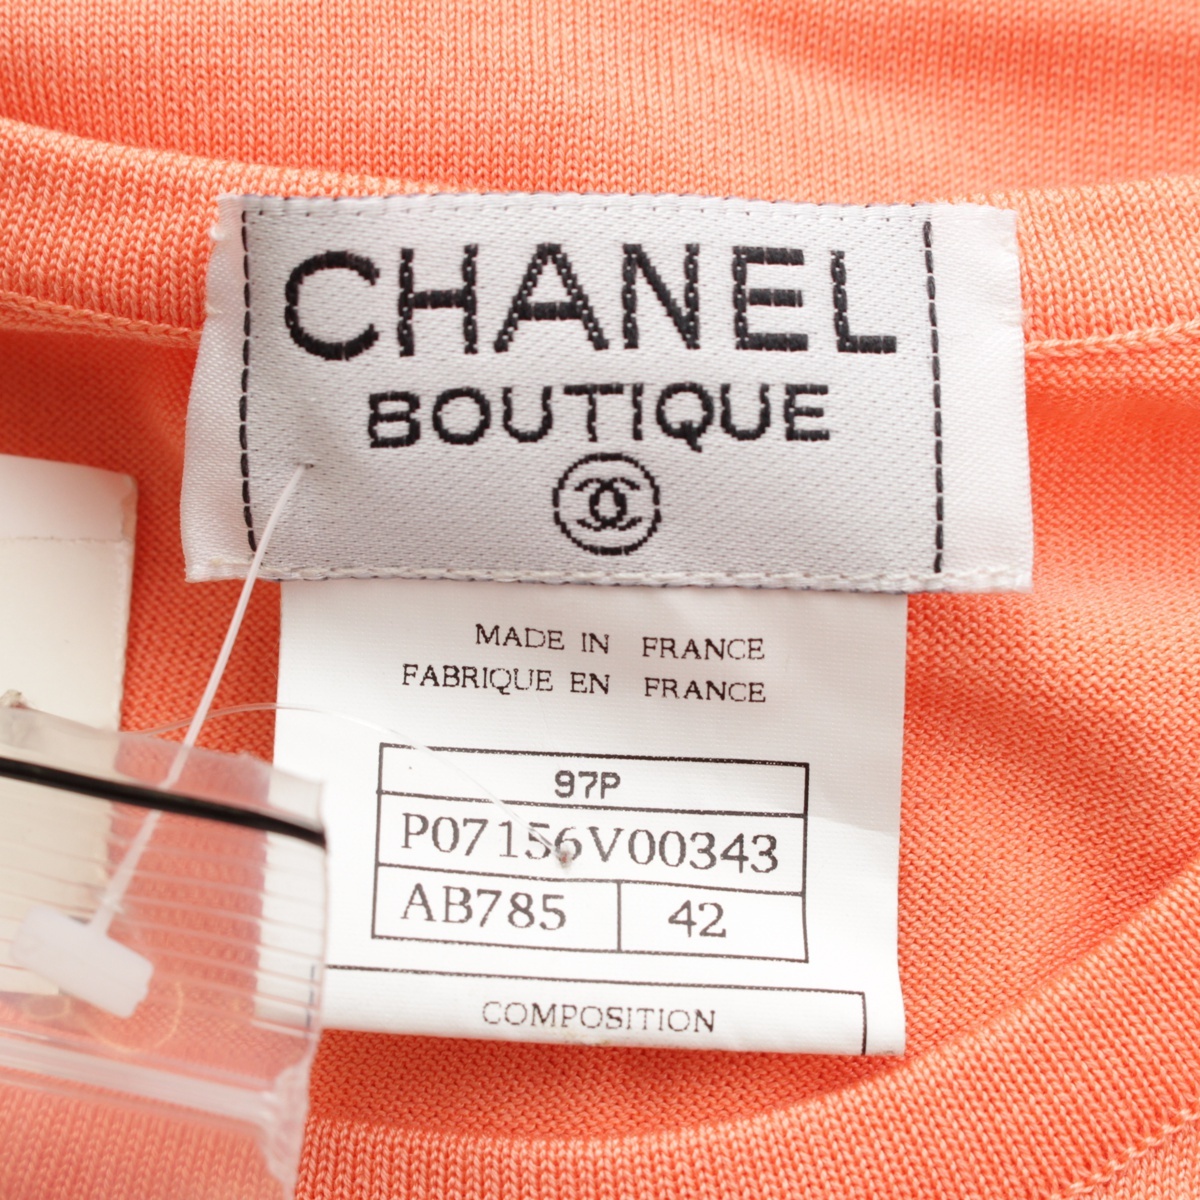 CHANEL
BOUTIQUE
MADE IN FRANCE
FABRIQUE EN FRANCE
97P
P07156V00343
AB785 42
COMPOSITION